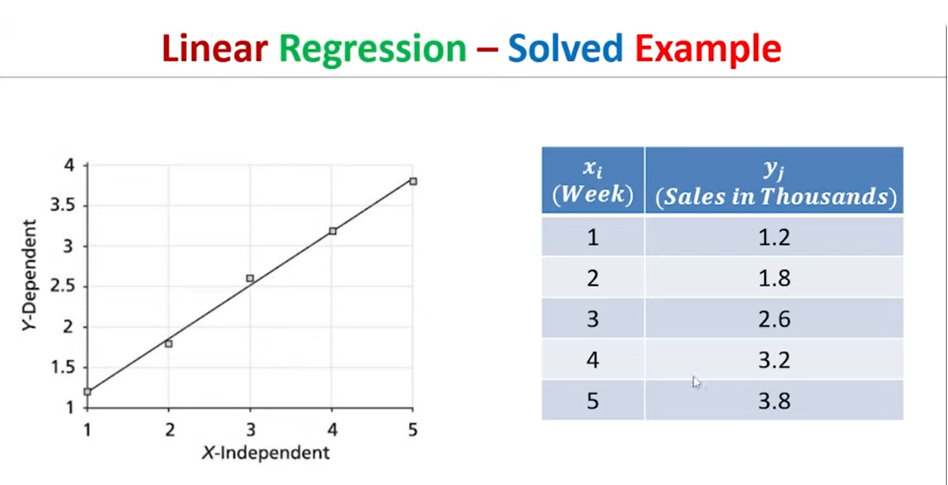 Linear Regression – Solved Example
4
3.5
3
2.5
2
1.5
1
Y-Dependent
1 2 3 4 5
X-Independent
xᵢ yⱼ
(Week) (Sales in Thousands)
1 1.2
2 1.8
3 2.6
4 3.2
5 3.8